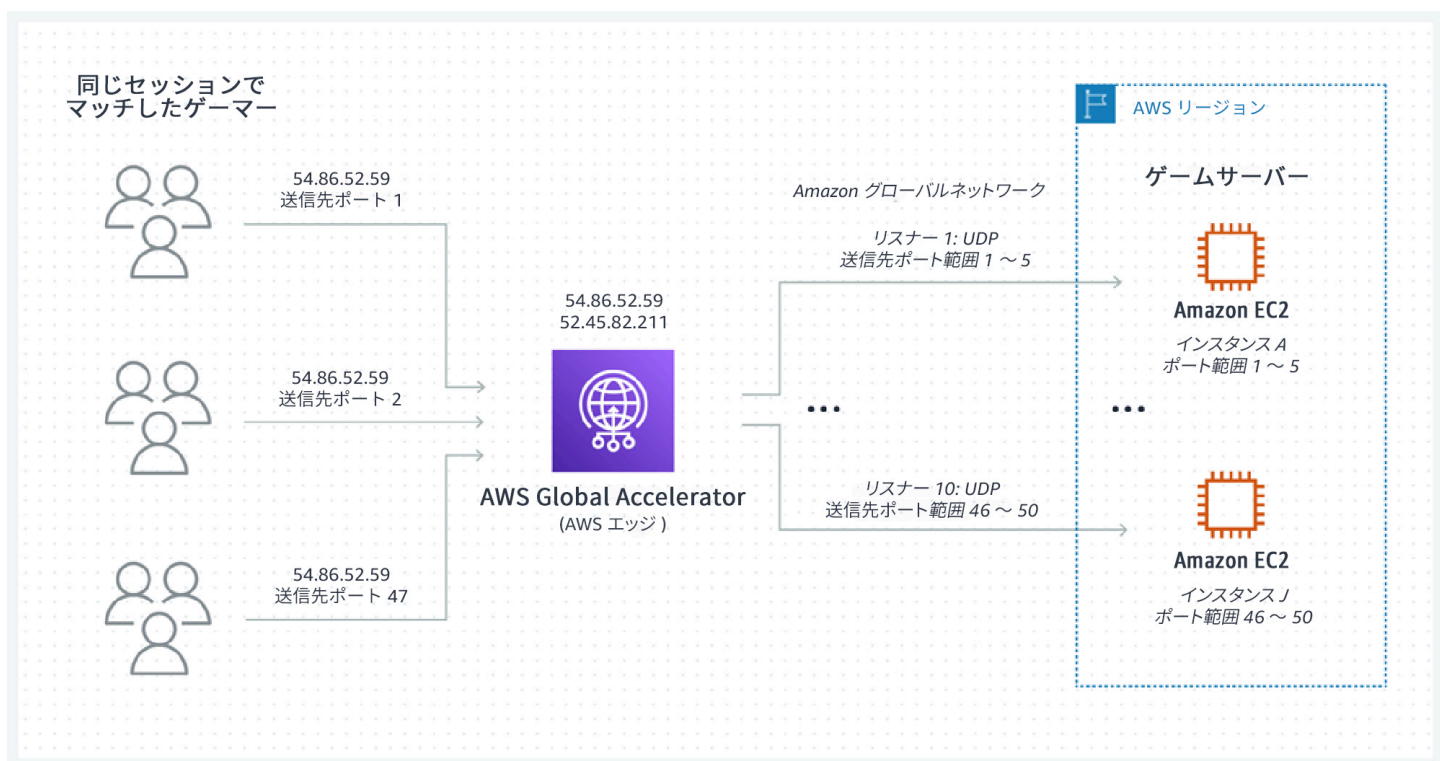 同じセッションで
マッチしたゲーマー
54.86.52.59
送信先ポート 1
54.86.52.59
送信先ポート 2
54.86.52.59
送信先ポート 47
54.86.52.59
52.45.82.211
AWS Global Accelerator
(AWS エッジ )
Amazon グローバルネットワーク
リスナー 1: UDP
送信先ポート範囲 1 ～ 5
...
リスナー 10: UDP
送信先ポート範囲 46 ～ 50
AWS リージョン
ゲームサーバー
Amazon EC2
インスタンス A
ポート範囲 1 ～ 5
...
Amazon EC2
インスタンス J
ポート範囲 46 ～ 50